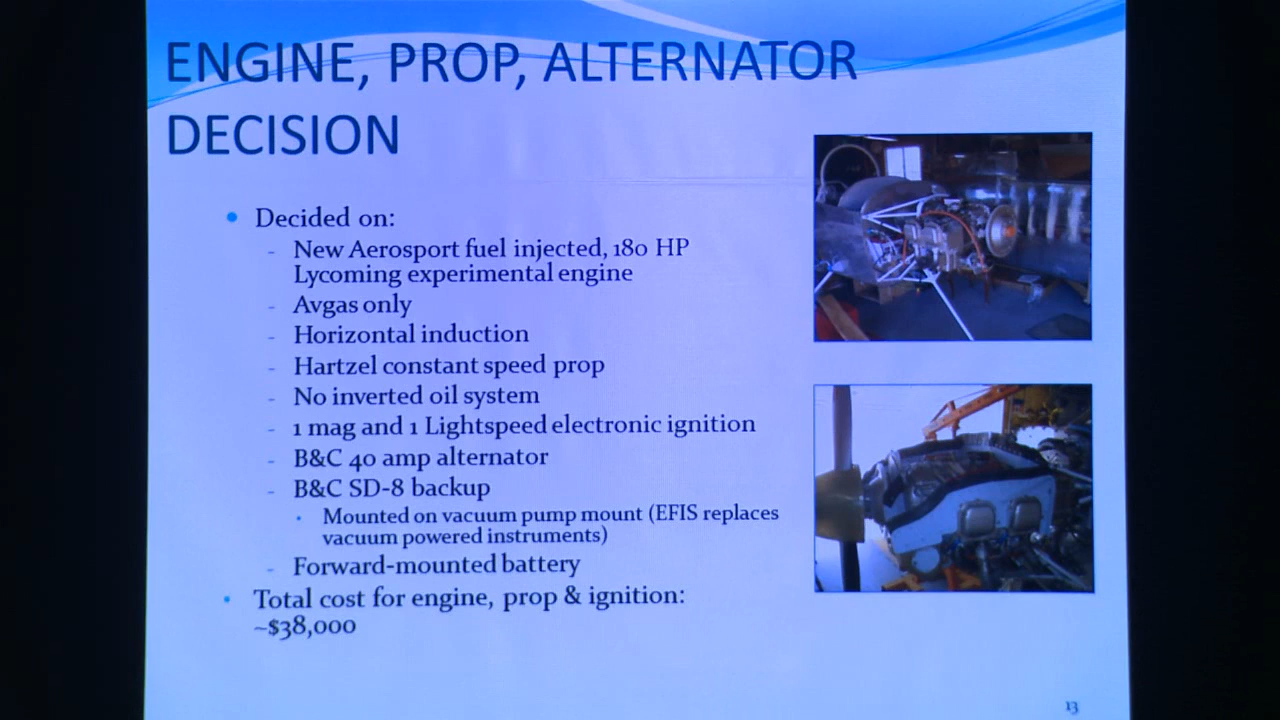 ENGINE, PROP, ALTERNATOR
DECISION
• Decided on:
- New Aerosport fuel injected, 180 HP
Lycoming experimental engine
- Avgas only
- Horizontal induction
- Hartzel constant speed prop
- No inverted oil system
- 1 mag and 1 Lightspeed electronic ignition
- B&C 40 amp alternator
- B&C SD-8 backup
• Mounted on vacuum pump mount (EFIS replaces
vacuum powered instruments)
- Forward-mounted battery
• Total cost for engine, prop & ignition:
~$38,000
13